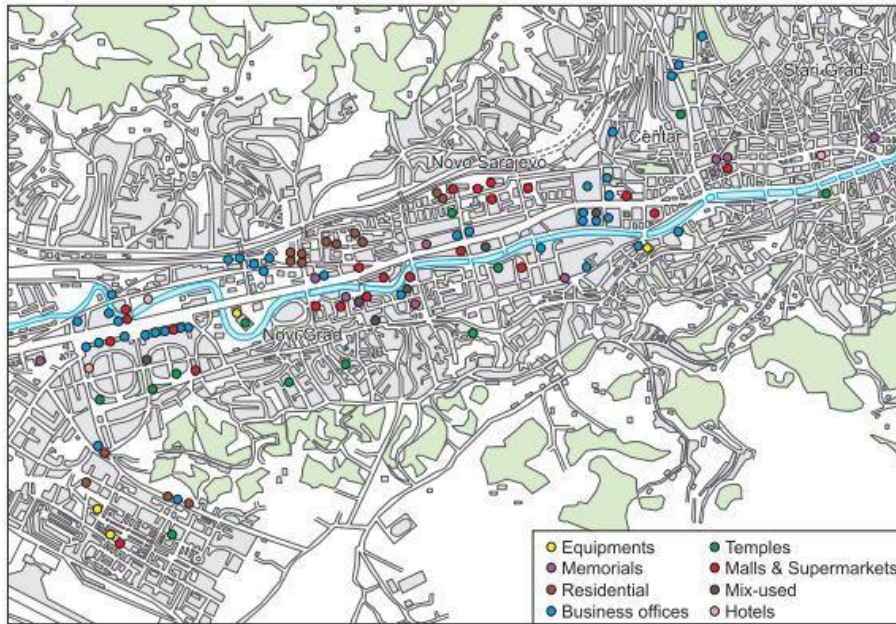 Stari Grad
Centar
Novo Sarajevo
Novi Grad
Equipments
Memorials
Residential
Business offices
Temples
Malls & Supermarkets
Mix-used
Hotels